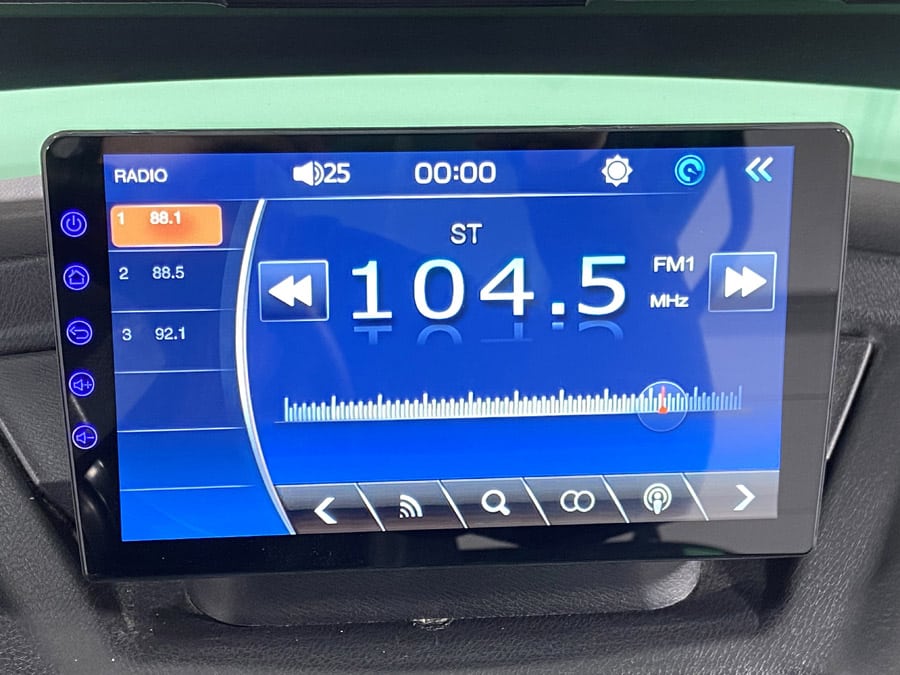 RADIO 25 00:00
1 88.1
2 88.5
3 92.1
ST
104.5 FM1
MHz